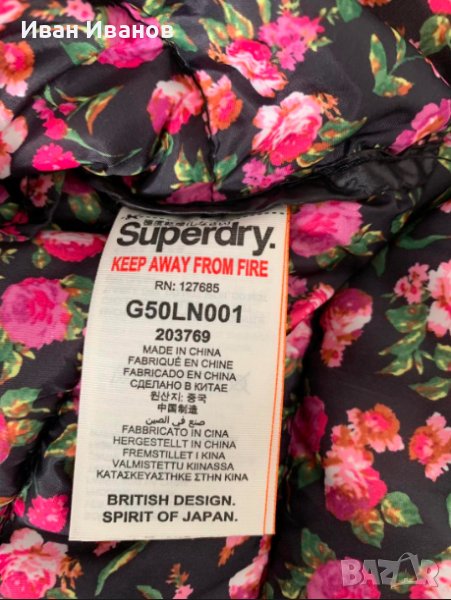 Иван Иванов
Superdry.
KEEP AWAY FROM FIRE
RN: 127685
G50LN001
203769
MADE IN CHINA
FABRIQUÉ EN CHINE
FABRICADO EN CHINA
СДЕЛАНО В КИТАЕ
원산지: 중국
中国制造
صنع في الصين
FABBRICATO IN CINA
HERGESTELLT IN CHINA
FREMSTILLET I KINA
VALMISTETTU KIINASSA
ΚΑΤΑΣΚΕΥΑΣΤΗΚΕ ΣΤΗΝ ΚΙΝΑ
BRITISH DESIGN.
SPIRIT OF JAPAN.
BAZAR